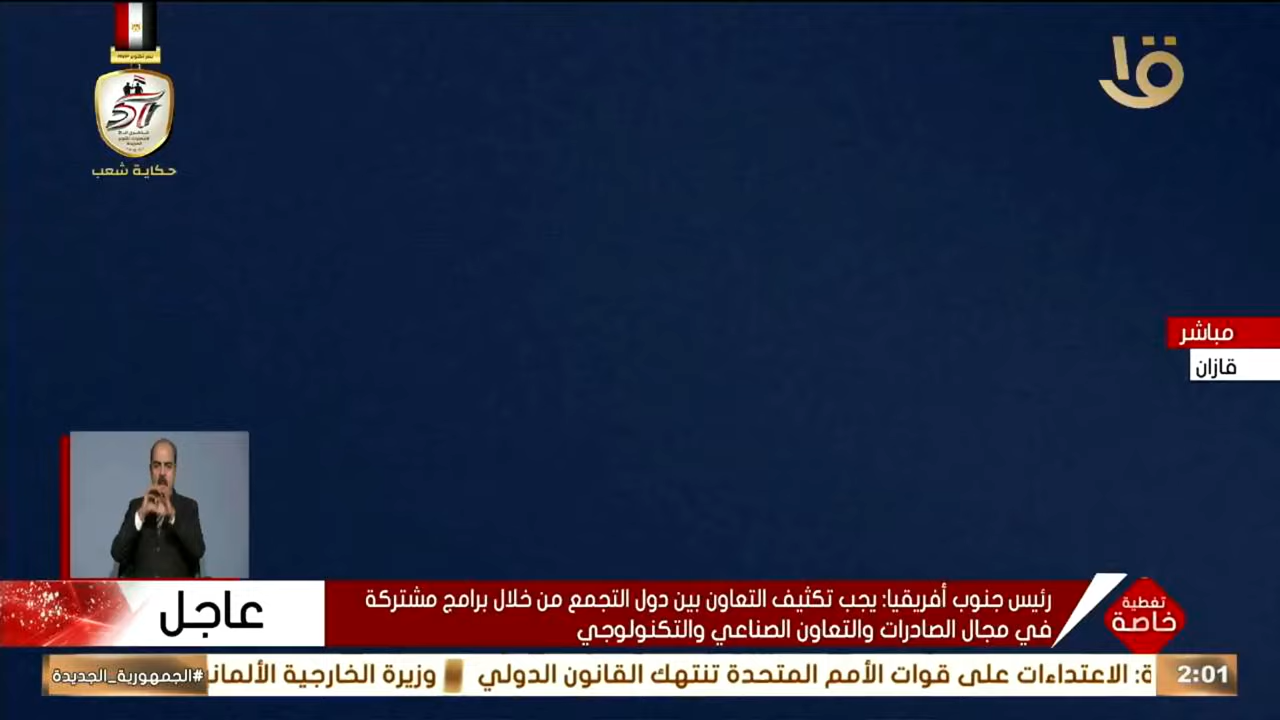 حكاية شعب
مباشر
قازان
تغطية
خاصة
رئيس جنوب أفريقيا: يجب تكثيف التعاون بين دول التجمع من خلال برامج مشتركة
في مجال الصادرات والتعاون الصناعي والتكنولوجي
عاجل
2:01
ة: الاعتداءات على قوات الأمم المتحدة تنتهك القانون الدولي
وزيرة الخارجية الألمان
#الجمهورية_الجديدة